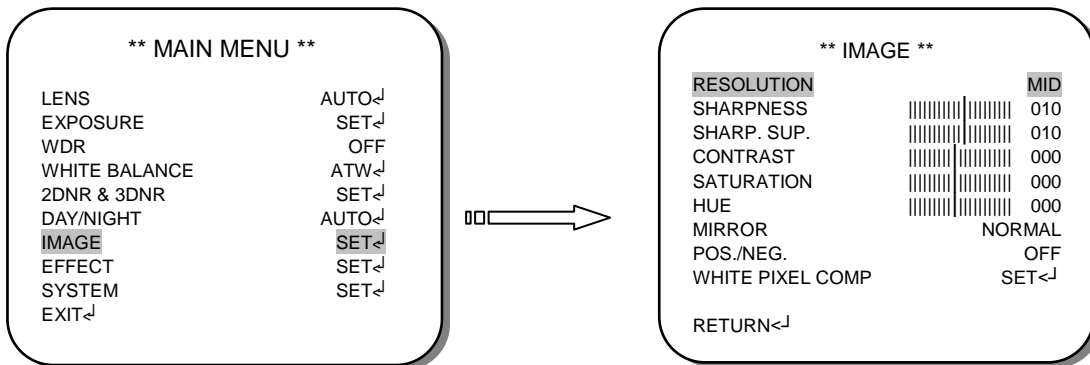 ** MAIN MENU **
LENS AUTO↲
EXPOSURE SET↲
WDR OFF
WHITE BALANCE ATW↲
2DNR & 3DNR SET↲
DAY/NIGHT AUTO↲
IMAGE SET↲
EFFECT SET↲
SYSTEM SET↲
EXIT↲
** IMAGE **
RESOLUTION MID
SHARPNESS 010
SHARP. SUP. 010
CONTRAST 000
SATURATION 000
HUE 000
MIRROR NORMAL
POS./NEG. OFF
WHITE PIXEL COMP SET↲
RETURN↲